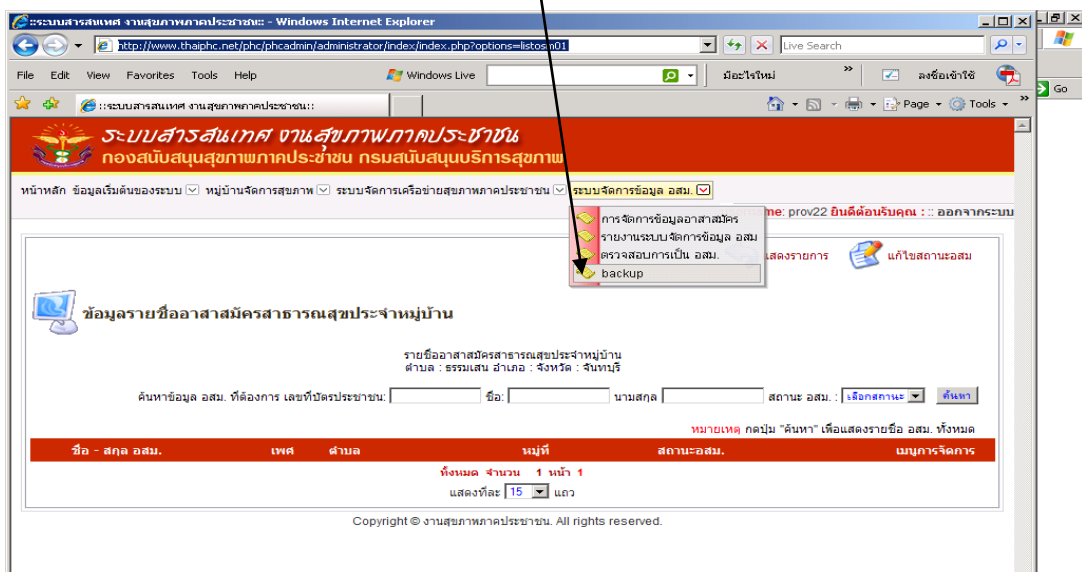 ::ระบบสารสนเทศ งานสุขภาพภาคประชาชน:: - Windows Internet Explorer
http://www.thaiphc.net/phc/phcadmin/administrator/index/index.php?options=listosm01
Live Search
File Edit View Favorites Tools Help Windows Live มีอะไรใหม่ » ลงชื่อเข้าใช้
Go
::ระบบสารสนเทศ งานสุขภาพภาคประชาชน:: Page Tools »
ระบบสารสนเทศ งานสุขภาพภาคประชาชน
กองสนับสนุนสุขภาพภาคประชาชน กรมสนับสนุนบริการสุขภาพ
หน้าหลัก ข้อมูลเริ่มต้นของระบบ หมู่บ้านจัดการสุขภาพ ระบบจัดการเครือข่ายสุขภาพภาคประชาชน ระบบจัดการข้อมูล อสม.
me: prov22 ยินดีต้อนรับคุณ : :: ออกจากระบบ
การจัดการข้อมูลอาสาสมัคร
รายงานระบบจัดการข้อมูล อสม
ตรวจสอบการเป็น อสม.
backup
แสดงรายการ แก้ไขสถานะอสม
ข้อมูลรายชื่ออาสาสมัครสาธารณสุขประจำหมู่บ้าน
รายชื่ออาสาสมัครสาธารณสุขประจำหมู่บ้าน
ตำบล : ธรรมเสน อำเภอ : จังหวัด : จันทบุรี
ค้นหาข้อมูล อสม. ที่ต้องการ เลขที่บัตรประชาชน: ชื่อ: นามสกุล สถานะ อสม. : เลือกสถานะ ค้นหา
หมายเหตุ กดปุ่ม "ค้นหา" เพื่อแสดงรายชื่อ อสม. ทั้งหมด
ชื่อ - สกุล อสม. เพศ ตำบล หมู่ที่ สถานะอสม. เมนูการจัดการ
ทั้งหมด จำนวน 1 หน้า 1
แสดงทีละ 15 แถว
Copyright © งานสุขภาพภาคประชาชน. All rights reserved.